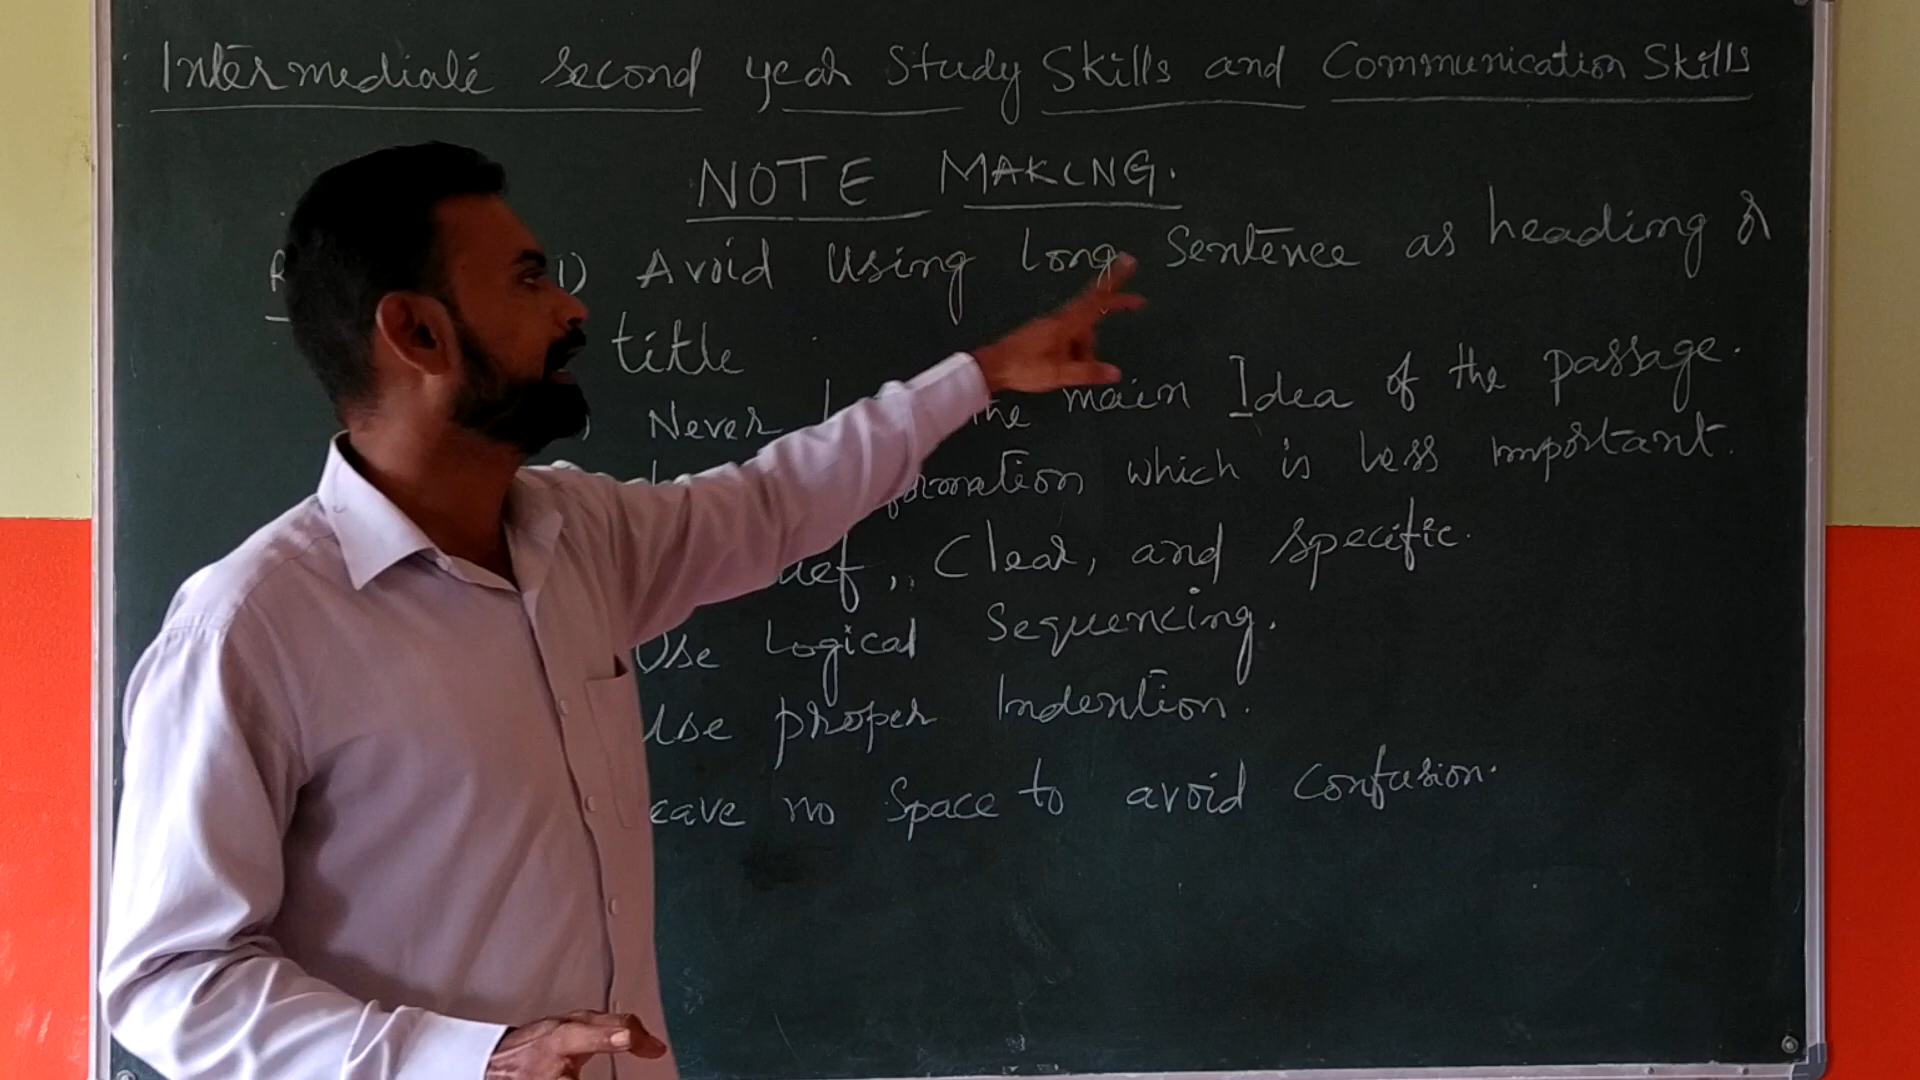 Intermediate second year Study Skills and Communication Skills
NOTE MAKING.
1) Avoid Using long Sentence as heading or
title
Never the main Idea of the passage.
which is less important.
Clear, and specific.
Use Logical Sequencing.
Use proper Indention.
no Space to avoid confusion.